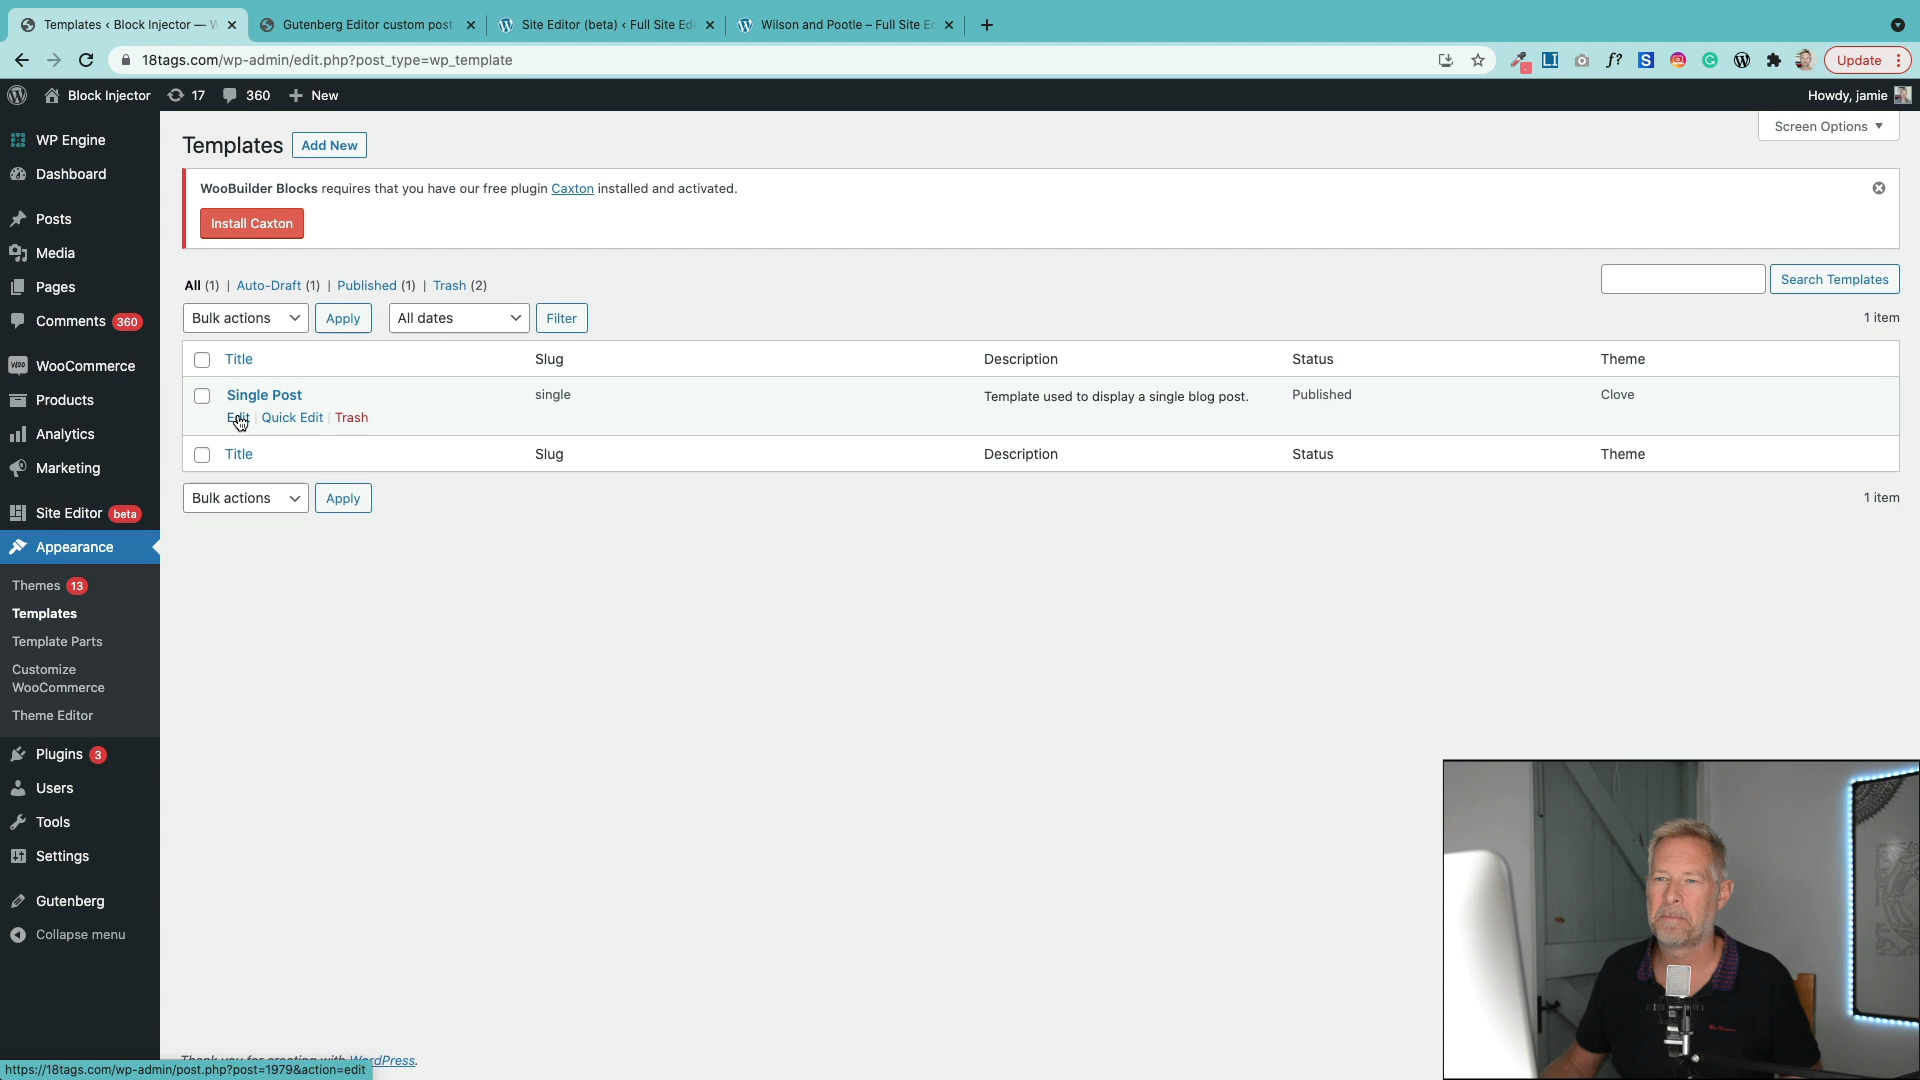 Templates ‹ Block Injector — W
Gutenberg Editor custom post
Site Editor (beta) ‹ Full Site Edi
Wilson and Pootle – Full Site Ed
18tags.com/wp-admin/edit.php?post_type=wp_template
Update
Block Injector
17
360
New
Howdy, jamie
WP Engine
Dashboard
Posts
Media
Pages
Comments 360
WooCommerce
Products
Analytics
Marketing
Site Editor beta
Appearance
Themes 13
Templates
Template Parts
Customize
WooCommerce
Theme Editor
Plugins 3
Users
Tools
Settings
Gutenberg
Collapse menu
Screen Options
Templates Add New
WooBuilder Blocks requires that you have our free plugin Caxton installed and activated.
Install Caxton
All (1) | Auto-Draft (1) | Published (1) | Trash (2)
Search Templates
Bulk actions Apply All dates Filter 1 item
Title Slug Description Status Theme
Single Post single Template used to display a single blog post. Published Clove
Edit | Quick Edit | Trash
Title Slug Description Status Theme
Bulk actions Apply 1 item
Thank you for creating with WordPress.
https://18tags.com/wp-admin/post.php?post=1979&action=edit